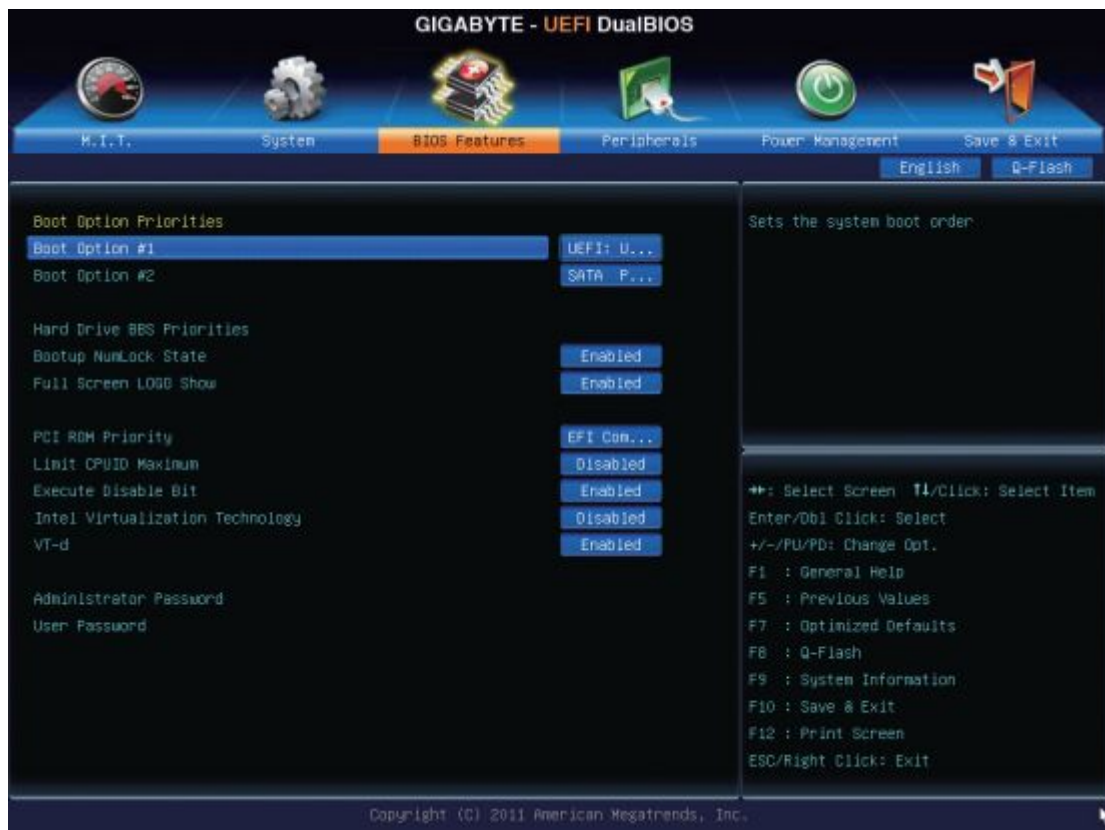 GIGABYTE - UEFI DualBIOS
M.I.T.
System
BIOS Features
Peripherals
Power Management
Save & Exit
English
Q-Flash
Boot Option Priorities
Boot Option #1 UEFI: U...
Boot Option #2 SATA P...
Hard Drive BBS Priorities
Bootup NumLock State Enabled
Full Screen LOGO Show Enabled
PCI ROM Priority EFI Com...
Limit CPUID Maximum Disabled
Execute Disable Bit Enabled
Intel Virtualization Technology Disabled
VT-d Enabled
Administrator Password
User Password
Sets the system boot order
→←: Select Screen ↑↓/Click: Select Item
Enter/Dbl Click: Select
+/-/PU/PD: Change Opt.
F1 : General Help
F5 : Previous Values
F7 : Optimized Defaults
F8 : Q-Flash
F9 : System Information
F10 : Save & Exit
F12 : Print Screen
ESC/Right Click: Exit
Copyright (C) 2011 American Megatrends, Inc.